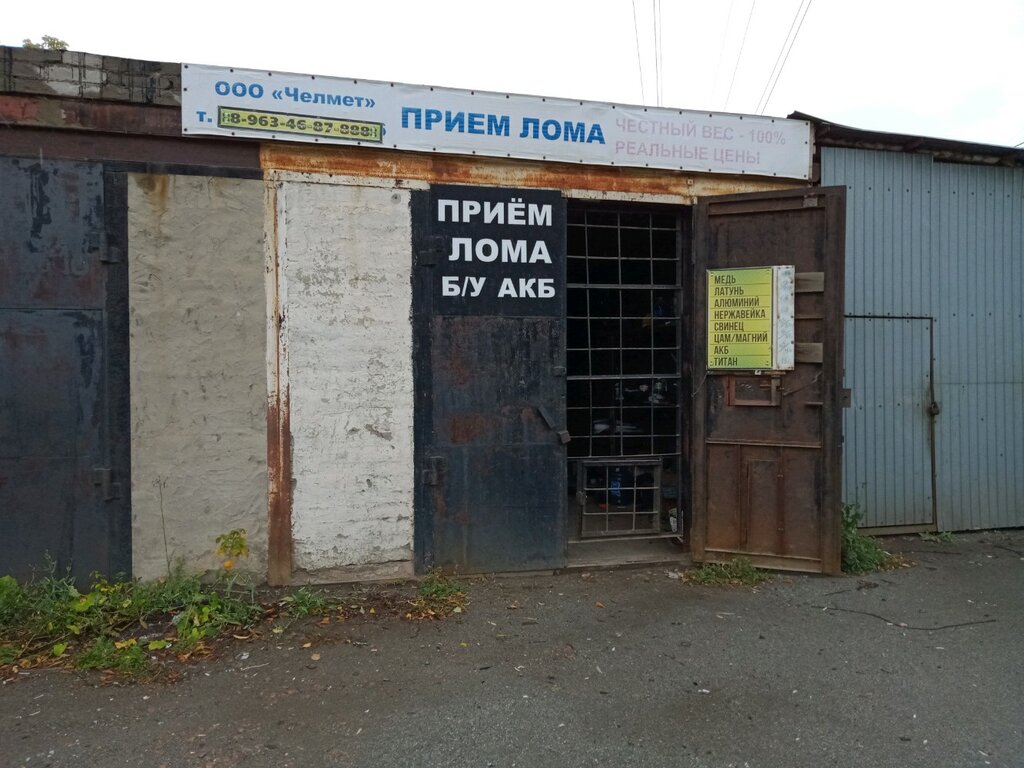 ООО «Челмет»
т. 8-963-46-87-888
ПРИЕМ ЛОМА
ЧЕСТНЫЙ ВЕС - 100%
РЕАЛЬНЫЕ ЦЕНЫ
ПРИЁМ
ЛОМА
Б/У АКБ
МЕДЬ
ЛАТУНЬ
АЛЮМИНИЙ
НЕРЖАВЕЙКА
СВИНЕЦ
ЦАМ/МАГНИЙ
АКБ
ТИТАН